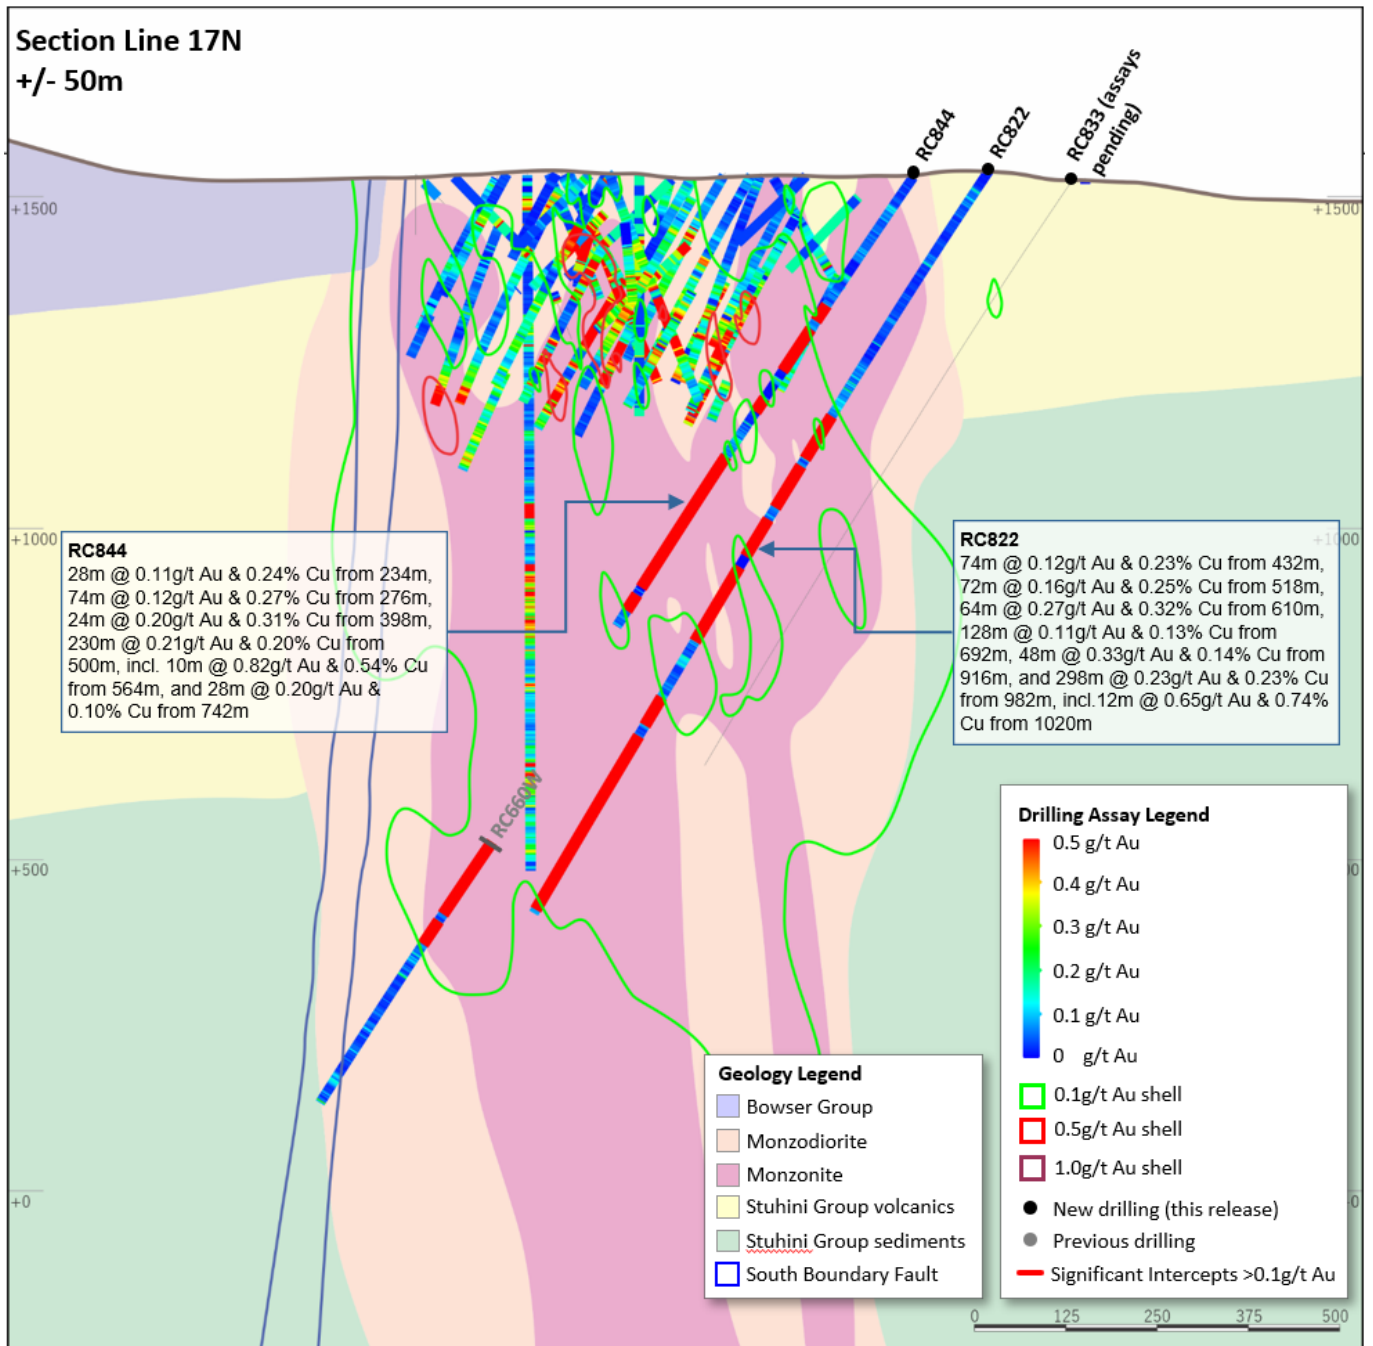 Section Line 17N
+/- 50m
RC844
RC822
RC833 (assays
pending)
+1500
+1500
+1000
+1000
RC844
28m @ 0.11g/t Au & 0.24% Cu from 234m,
74m @ 0.12g/t Au & 0.27% Cu from 276m,
24m @ 0.20g/t Au & 0.31% Cu from 398m,
230m @ 0.21g/t Au & 0.20% Cu from
500m, incl. 10m @ 0.82g/t Au & 0.54% Cu
from 564m, and 28m @ 0.20g/t Au &
0.10% Cu from 742m
RC822
74m @ 0.12g/t Au & 0.23% Cu from 432m,
72m @ 0.16g/t Au & 0.25% Cu from 518m,
64m @ 0.27g/t Au & 0.32% Cu from 610m,
128m @ 0.11g/t Au & 0.13% Cu from
692m, 48m @ 0.33g/t Au & 0.14% Cu from
916m, and 298m @ 0.23g/t Au & 0.23% Cu
from 982m, incl.12m @ 0.65g/t Au & 0.74%
Cu from 1020m
RC660W
+500
+0
Drilling Assay Legend
0.5 g/t Au
0.4 g/t Au
0.3 g/t Au
0.2 g/t Au
0.1 g/t Au
0 g/t Au
0.1g/t Au shell
0.5g/t Au shell
1.0g/t Au shell
New drilling (this release)
Previous drilling
Significant Intercepts >0.1g/t Au
Geology Legend
Bowser Group
Monzodiorite
Monzonite
Stuhini Group volcanics
Stuhini Group sediments
South Boundary Fault
0 125 250 375 500